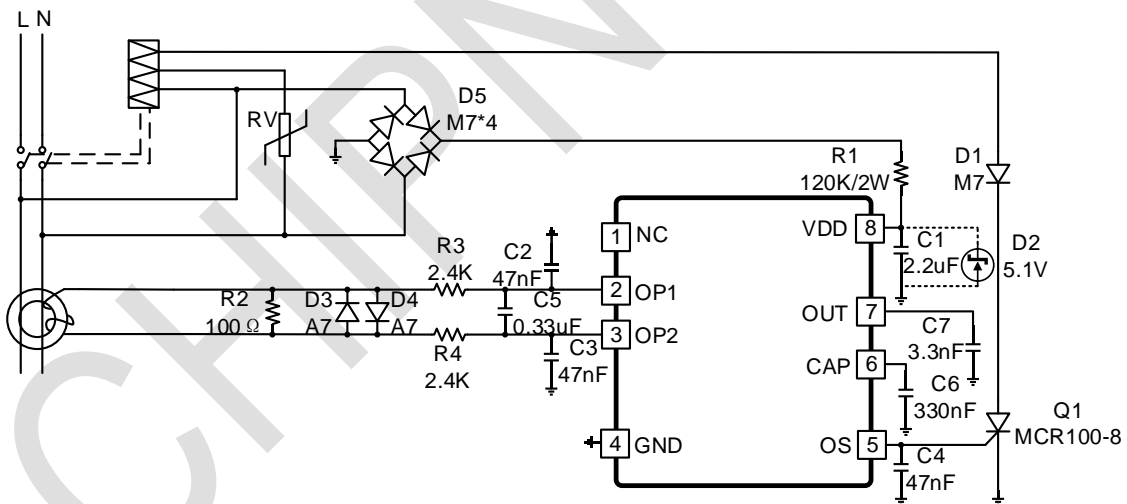 L N
D5
M7*4
RV
R1
120K/2W
D1
M7
1
NC
VDD
8
C1
2.2uF
D2
5.1V
R3
2.4K
C2
47nF
2
OP1
R2
100Ω
D3
A7
D4
A7
C5
0.33uF
3
OP2
R4
2.4K
C3
47nF
OUT
7
C7
3.3nF
CAP
6
C6
330nF
4
GND
OS
5
C4
47nF
Q1
MCR100-8
CHIPN